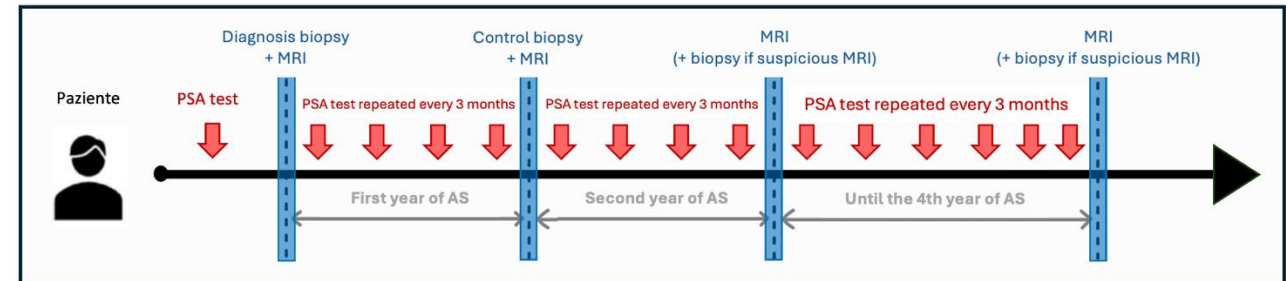 Diagnosis biopsy
+ MRI
Control biopsy
+ MRI
MRI
(+ biopsy if suspicious MRI)
MRI
(+ biopsy if suspicious MRI)
Paziente
PSA test
PSA test repeated every 3 months
PSA test repeated every 3 months
PSA test repeated every 3 months
First year of AS
Second year of AS
Until the 4th year of AS